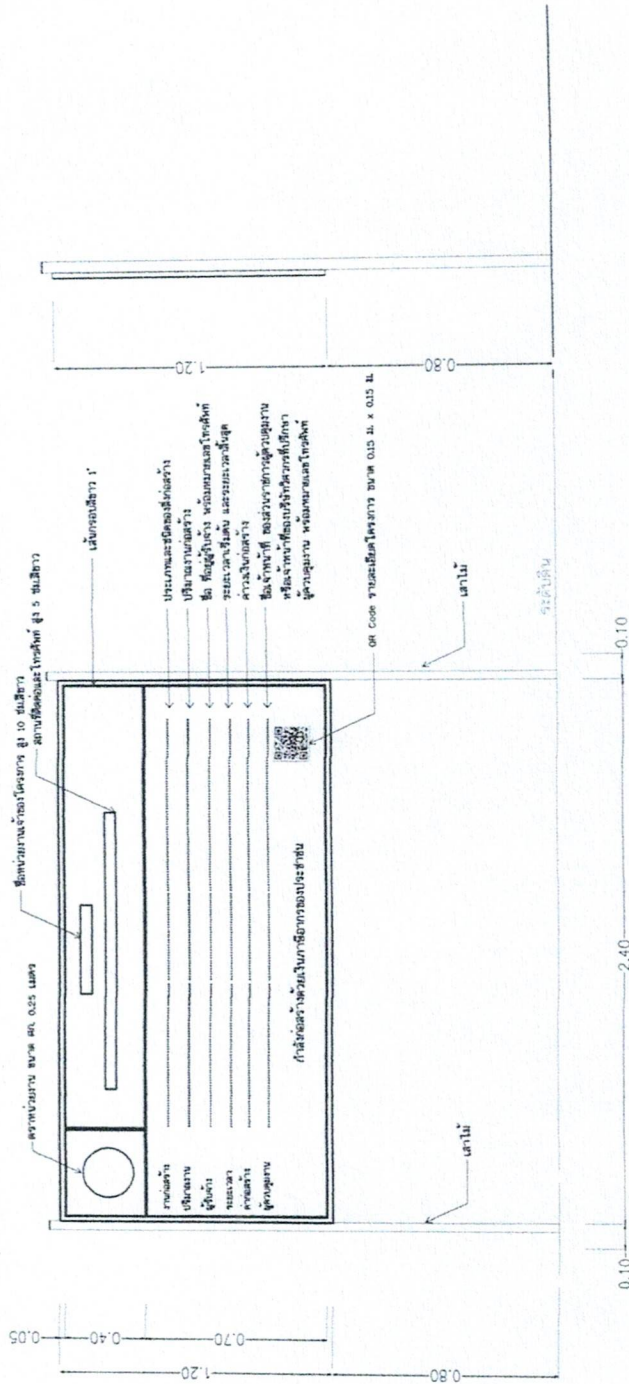 ตราหน่วยงาน ขนาด ศก. 0.25 เมตร
ชื่อหน่วยงานเจ้าของโครงการ สูง 10 ซม.สีขาว
สถานที่ติดต่อและโทรศัพท์ สูง 5 ซม.สีขาว
เส้นกรอบสีขาว 1"
งานก่อสร้าง
ปริมาณงาน
ผู้รับจ้าง
ระยะเวลา
ค่าก่อสร้าง
ผู้ควบคุมงาน
กำลังก่อสร้างด้วยเงินภาษีอากรของประชาชน
ประเภทและชนิดของสิ่งก่อสร้าง
ปริมาณงานก่อสร้าง
ชื่อ ที่อยู่ผู้รับจ้าง พร้อมหมายเลขโทรศัพท์
ระยะเวลาเริ่มต้น และระยะเวลาสิ้นสุด
ค่าวงเงินก่อสร้าง
ชื่อเจ้าหน้าที่ ของส่วนราชการผู้ควบคุมงาน
หรือเจ้าหน้าที่ของบริษัทวิศวกรที่ปรึกษา
ผู้ควบคุมงาน พร้อมหมายเลขโทรศัพท์
QR Code รายละเอียดโครงการ ขนาด 0.15 ม. x 0.15 ม.
เสาไม้
เสาไม้
ระดับดิน
0.05
0.40
0.70
1.20
0.80
0.10
2.40
0.10
1.20
0.80